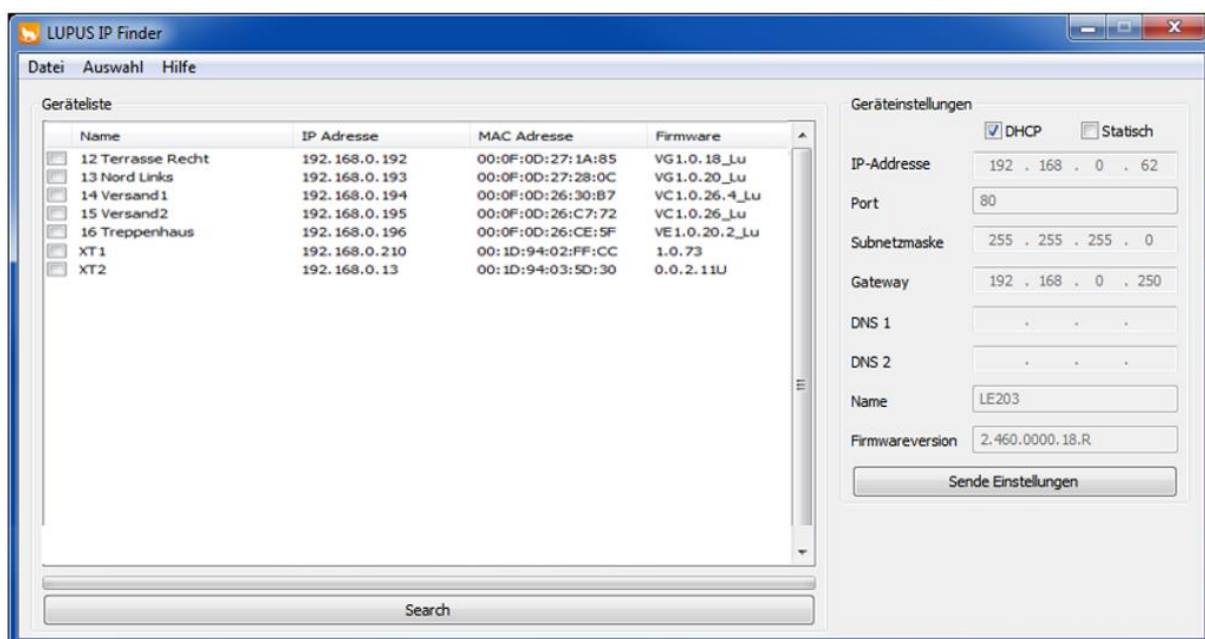 LUPUS IP Finder
Datei Auswahl Hilfe
Geräteliste
Name IP Adresse MAC Adresse Firmware
12 Terrasse Recht 192.168.0.192 00:0F:0D:27:1A:85 VG1.0.18_Lu
13 Nord Links 192.168.0.193 00:0F:0D:27:28:0C VG1.0.20_Lu
14 Versand1 192.168.0.194 00:0F:0D:26:30:B7 VC1.0.26.4_Lu
15 Versand2 192.168.0.195 00:0F:0D:26:C7:72 VC1.0.26_Lu
16 Treppenhaus 192.168.0.196 00:0F:0D:26:CE:5F VE1.0.20.2_Lu
XT1 192.168.0.210 00:1D:94:02:FF:CC 1.0.73
XT2 192.168.0.13 00:1D:94:03:5D:30 0.0.2.11U
Search
Geräteinstellungen
DHCP Statisch
IP-Addresse 192 . 168 . 0 . 62
Port 80
Subnetzmaske 255 . 255 . 255 . 0
Gateway 192 . 168 . 0 . 250
DNS 1 . . .
DNS 2 . . .
Name LE203
Firmwareversion 2.460.0000.18.R
Sende Einstellungen